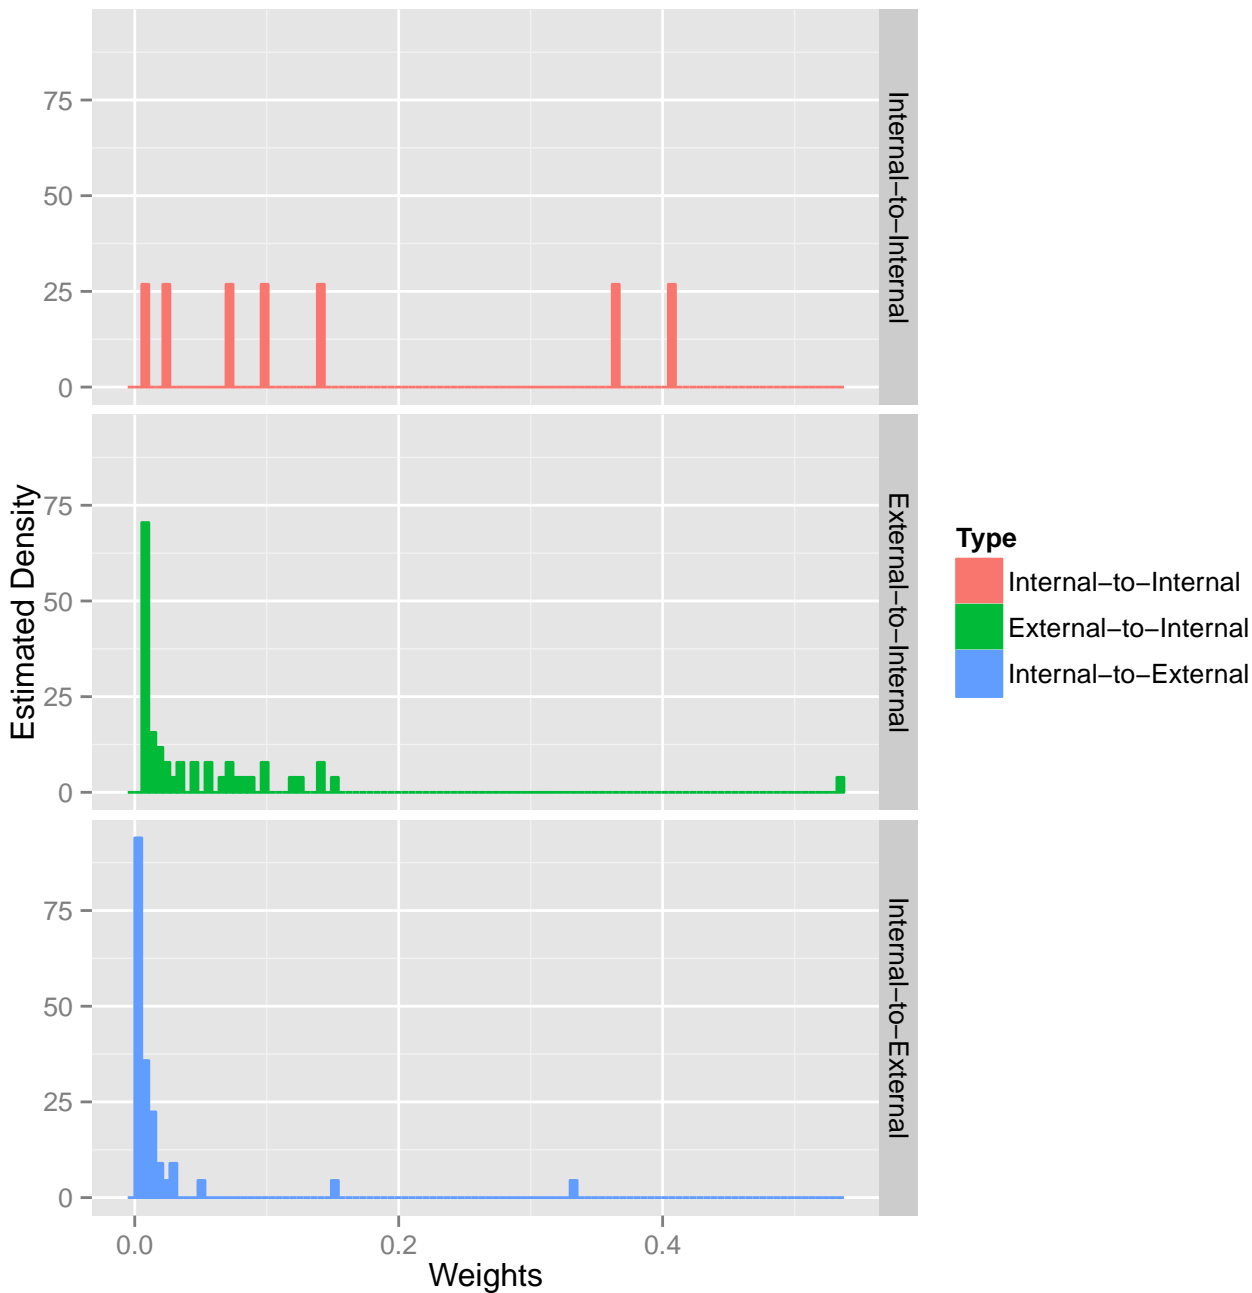 75
50
25
0
Internal−to−Internal
75
50
25
0
External−to−Internal
75
50
25
0
Internal−to−External
0.0
0.2
0.4
Weights
Estimated Density
Type
Internal−to−Internal
External−to−Internal
Internal−to−External